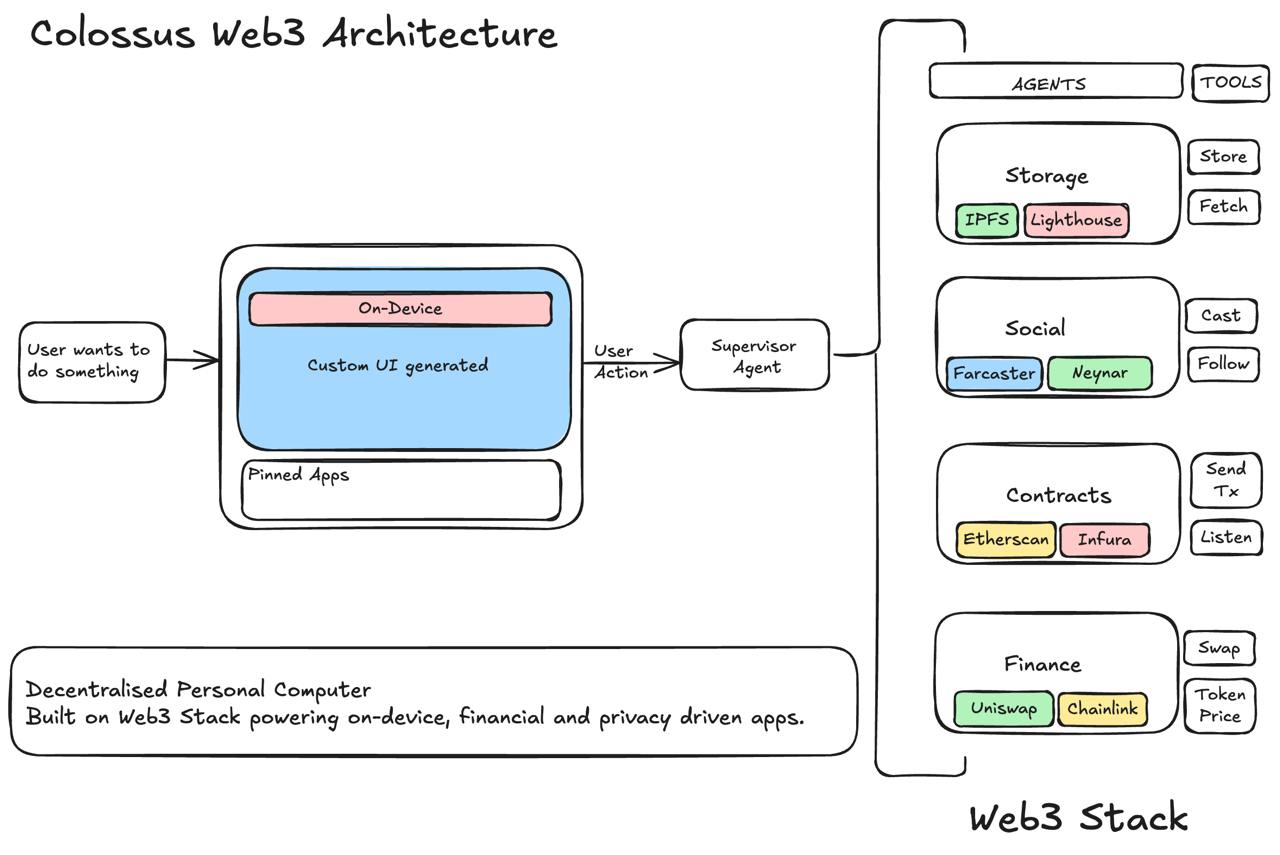 Colossus Web3 Architecture
AGENTS
TOOLS
Storage
IPFS
Lighthouse
Store
Fetch
User wants to
do something
On-Device
Custom UI generated
Pinned Apps
User
Action
Supervisor
Agent
Social
Farcaster
Neynar
Cast
Follow
Contracts
Etherscan
Infura
Send
Tx
Listen
Finance
Uniswap
Chainlink
Swap
Token
Price
Decentralised Personal Computer
Built on Web3 Stack powering on-device, financial and privacy driven apps.
Web3 Stack